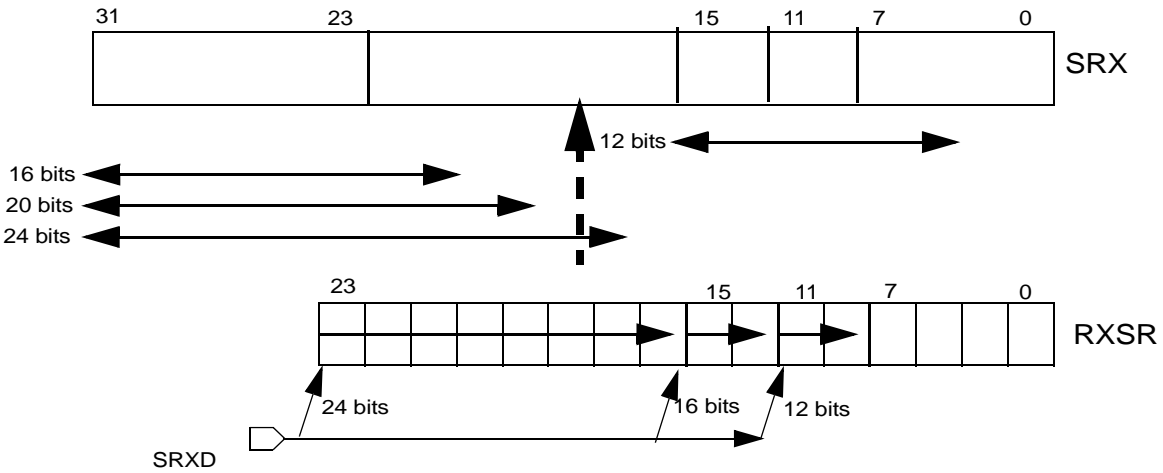 31 23 15 11 7 0
SRX
12 bits
16 bits
20 bits
24 bits
23 15 11 7 0
RXSR
24 bits 16 bits 12 bits
SRXD